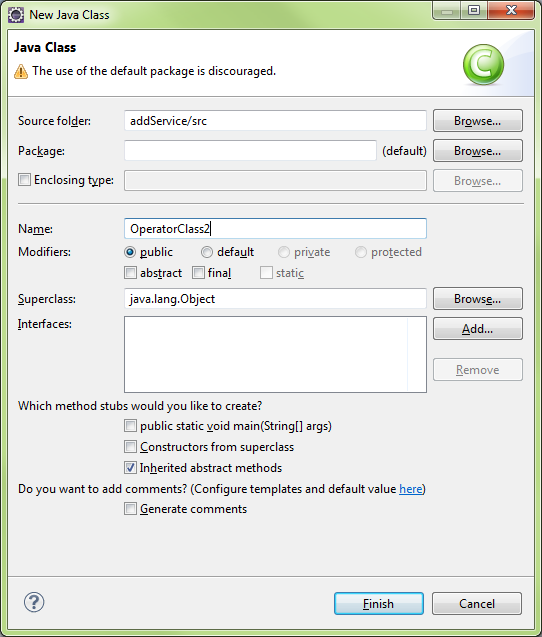 New Java Class
Java Class
The use of the default package is discouraged.
C
Source folder: addService/src Browse...
Package: (default) Browse...
Enclosing type: Browse...
Name: OperatorClass2
Modifiers: public default private protected
abstract final static
Superclass: java.lang.Object Browse...
Interfaces: Add...
Remove
Which method stubs would you like to create?
public static void main(String[] args)
Constructors from superclass
Inherited abstract methods
Do you want to add comments? (Configure templates and default value here)
Generate comments
? Finish Cancel